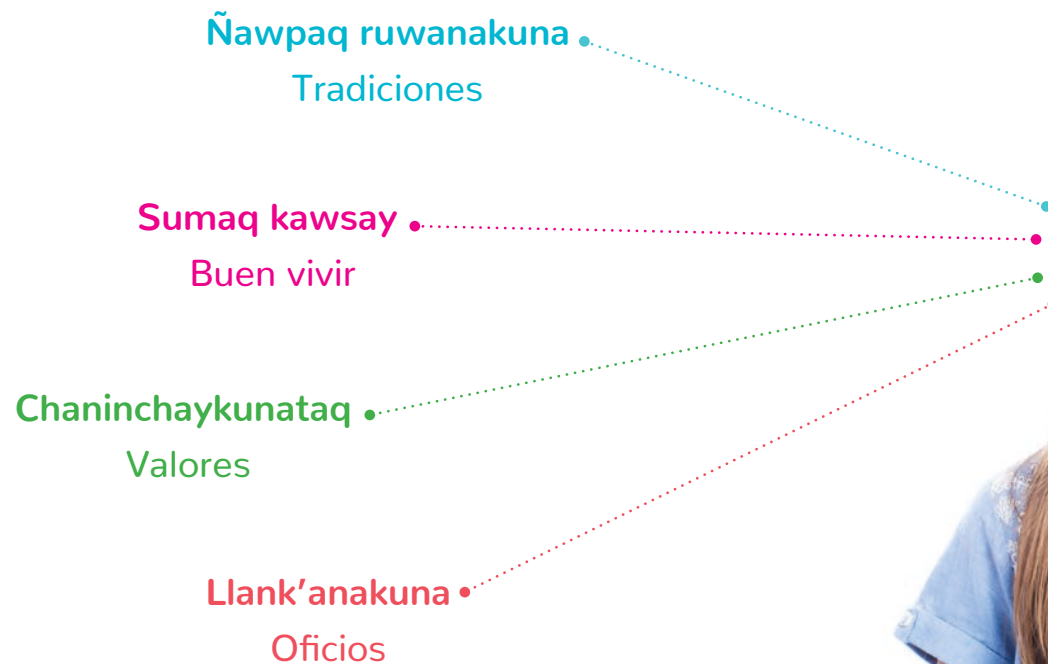 Ñawpaq ruwanakuna
Tradiciones
Sumaq kawsay
Buen vivir
Chaninchaykunataq
Valores
Llank'anakuna
Oficios